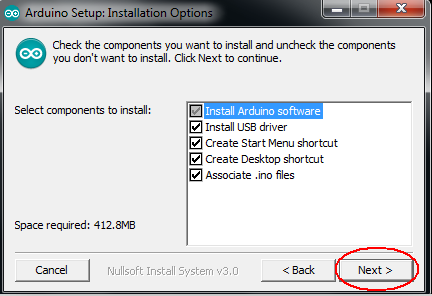 Arduino Setup: Installation Options
Check the components you want to install and uncheck the components
you don't want to install. Click Next to continue.
Select components to install:
Install Arduino software
Install USB driver
Create Start Menu shortcut
Create Desktop shortcut
Associate .ino files
Space required: 412.8MB
Cancel
Nullsoft Install System v3.0
< Back
Next >